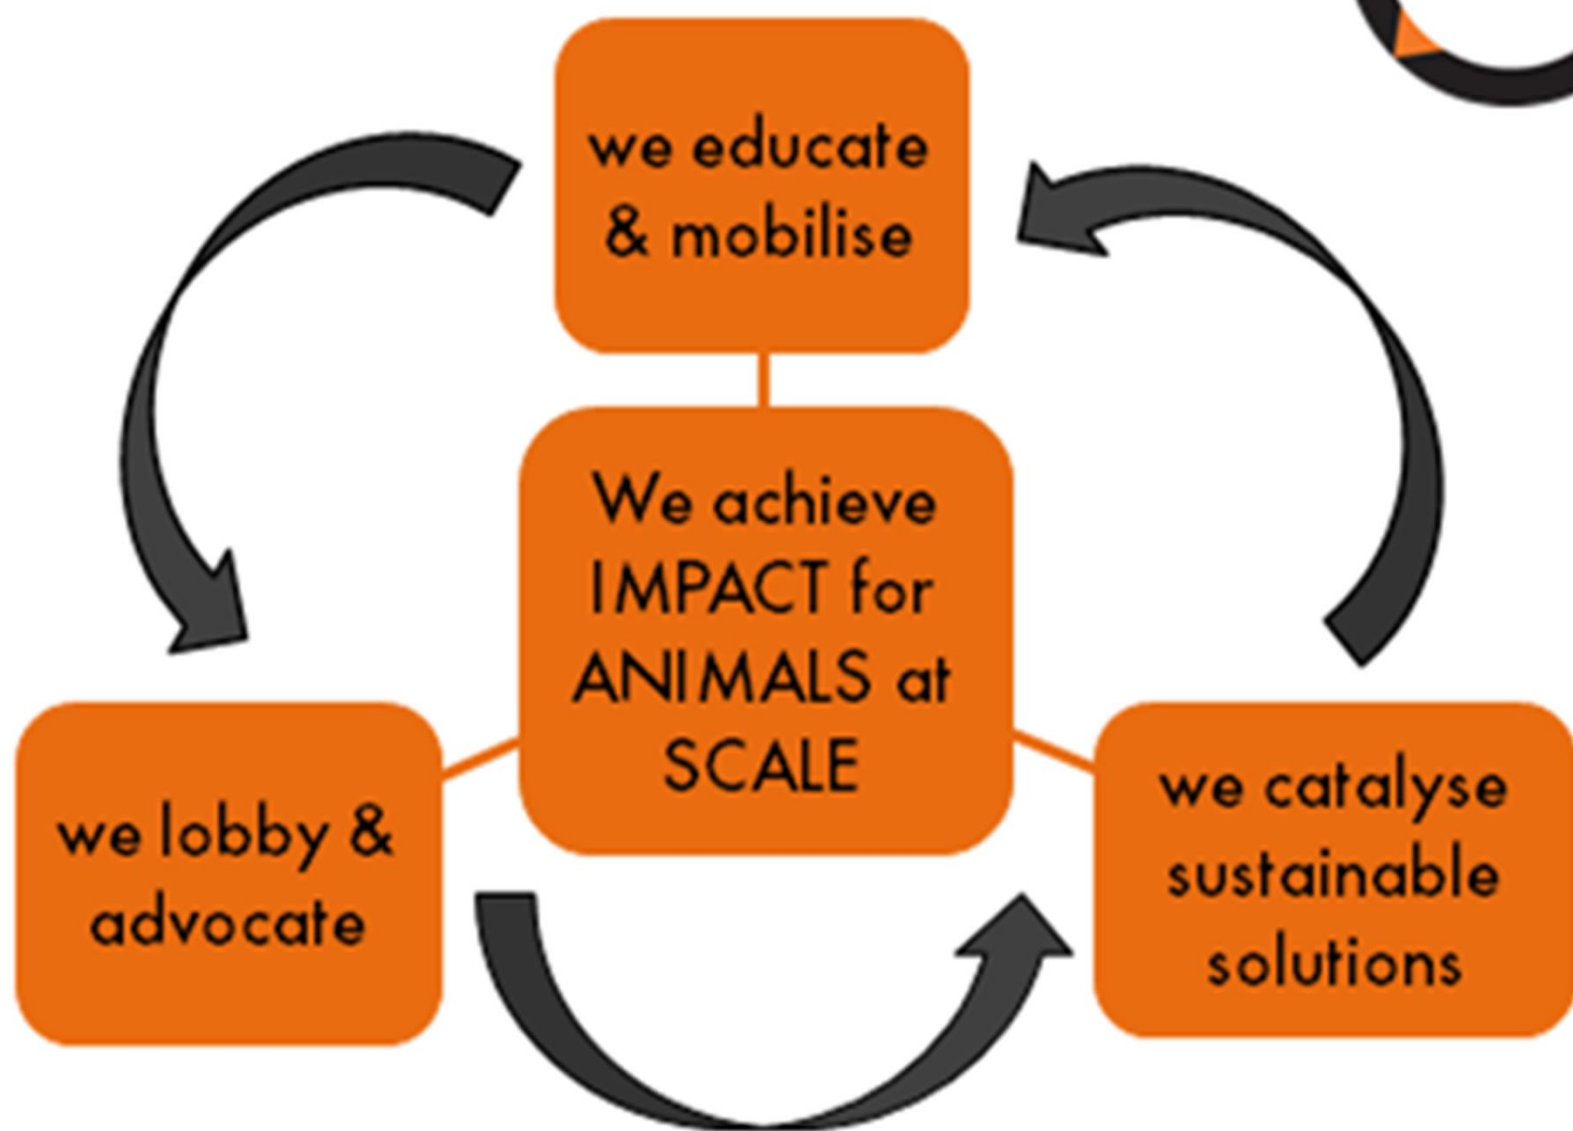 we educate
& mobilise
We achieve
IMPACT for
ANIMALS at
SCALE
we lobby &
advocate
we catalyse
sustainable
solutions